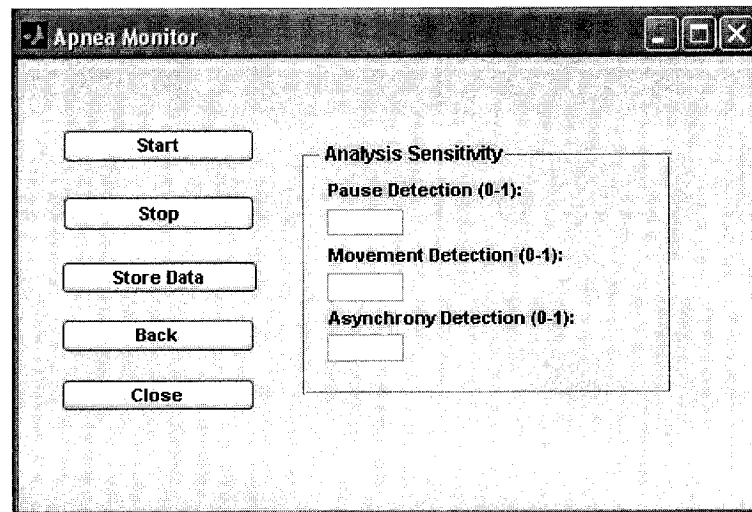 Apnea Monitor
Start
Stop
Store Data
Back
Close
Analysis Sensitivity
Pause Detection (0-1):
Movement Detection (0-1):
Asynchrony Detection (0-1):